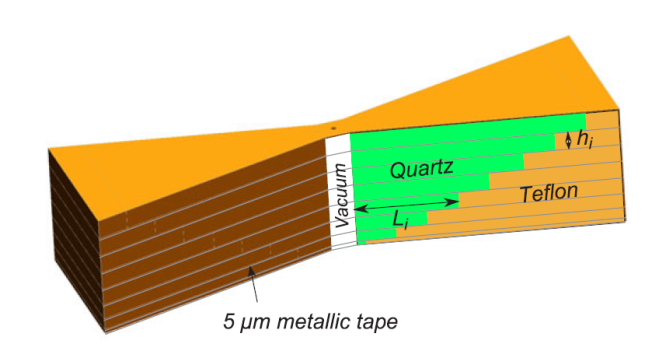 h_i
Quartz
Vacuum
Teflon
L_i
5 μm metallic tape